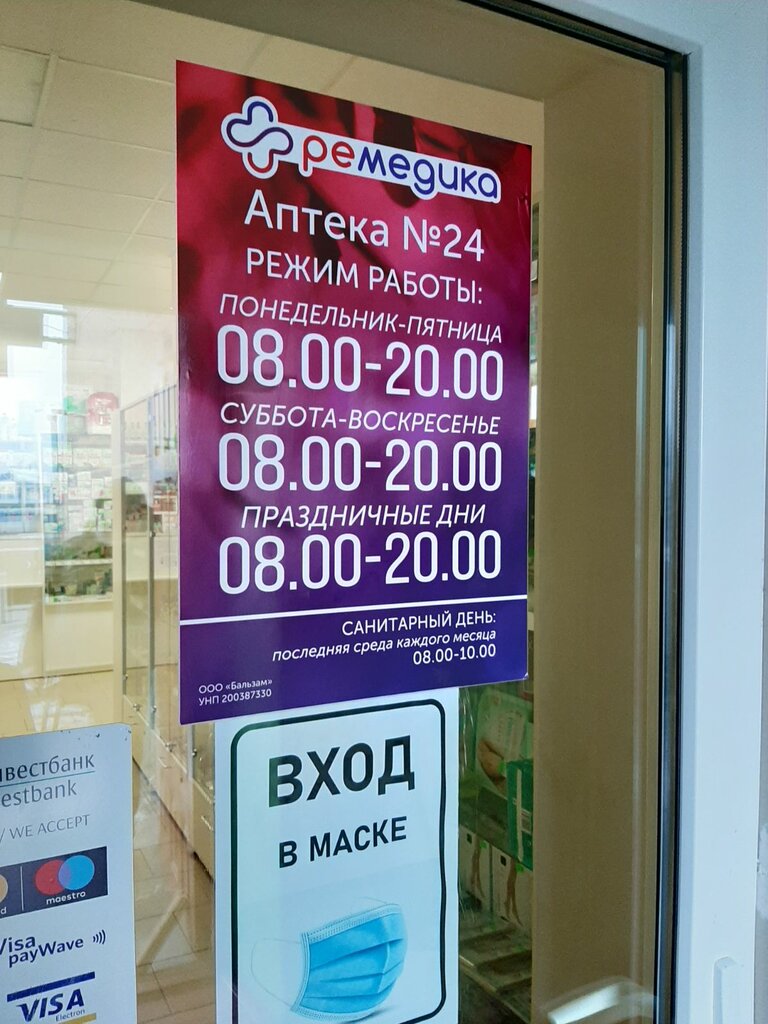 ремедика
Аптека №24
РЕЖИМ РАБОТЫ:
ПОНЕДЕЛЬНИК-ПЯТНИЦА
08.00-20.00
СУББОТА-ВОСКРЕСЕНЬЕ
08.00-20.00
ПРАЗДНИЧНЫЕ ДНИ
08.00-20.00
САНИТАРНЫЙ ДЕНЬ:
последняя среда каждого месяца
08.00-10.00
ООО «Бальзам»
УНП 200387330
ВХОД
В МАСКЕ
вестбанк
estbank
/ WE ACCEPT
d maestro
Visa
payWave
VISA
Electron